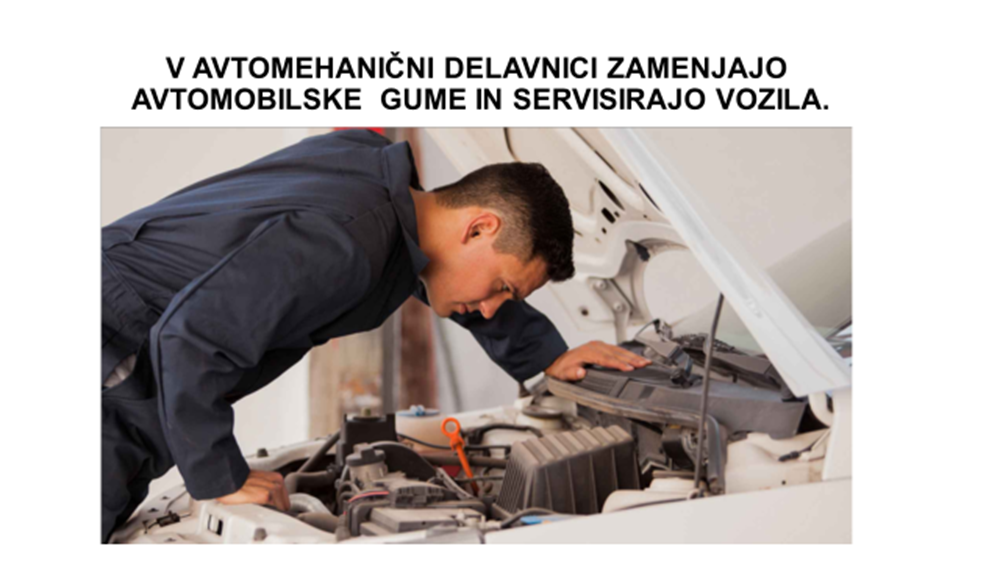 V AVTOMEHANIČNI DELAVNICI ZAMENJAJO
AVTOMOBILSKE  GUME IN SERVISIRAJO VOZILA.